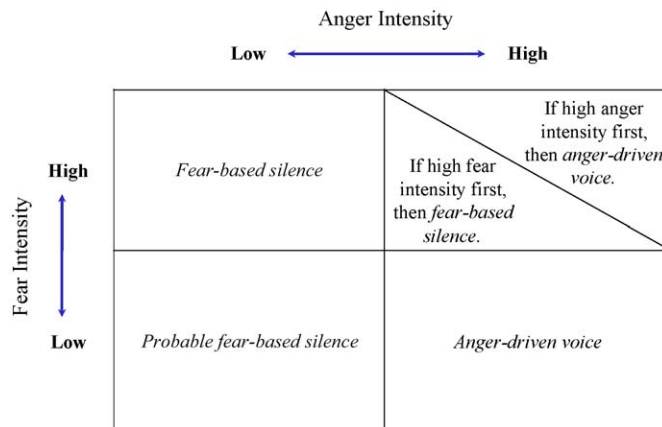 Anger Intensity
Low
High
If high anger
intensity first,
then anger-driven
voice.
If high fear
intensity first,
then fear-based
silence.
High
Fear-based silence
Fear Intensity
Low
Probable fear-based silence
Anger-driven voice